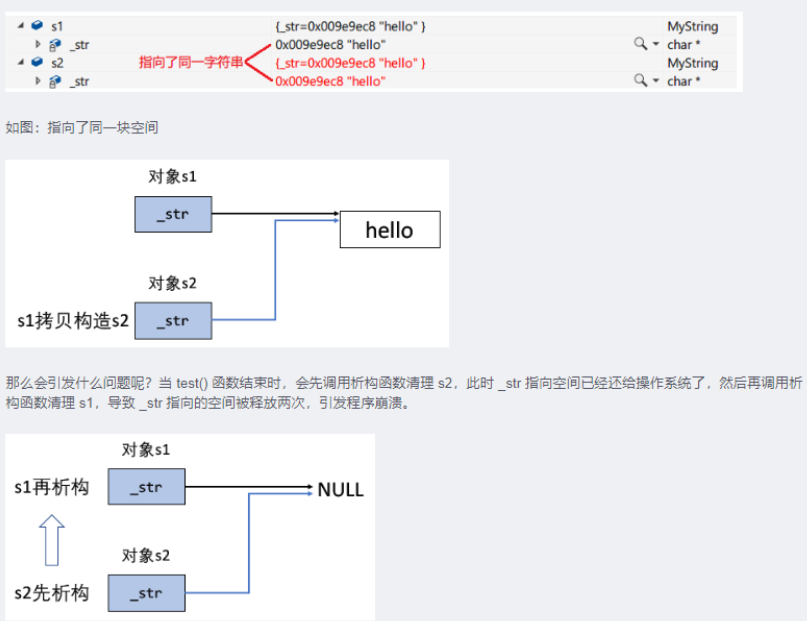 s1 {_str=0x009e9ec8 "hello" } MyString
_str 0x009e9ec8 "hello" char *
s2 指向了同一字符串 {_str=0x009e9ec8 "hello" } MyString
_str 0x009e9ec8 "hello" char *
如图：指向了同一块空间
对象s1
_str
hello
对象s2
s1拷贝构造s2 _str
那么会引发什么问题呢？当 test() 函数结束时，会先调用析构函数清理 s2，此时 _str 指向空间已经还给操作系统了，然后再调用析
构函数清理 s1，导致 _str 指向的空间被释放两次，引发程序崩溃。
对象s1
s1再析构 _str NULL
对象s2
s2先析构 _str